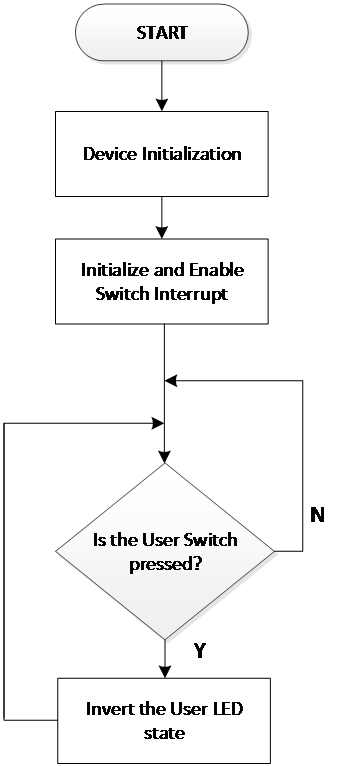 START
Device Initialization
Initialize and Enable
Switch Interrupt
N
Is the User Switch
pressed?
Y
Invert the User LED
state